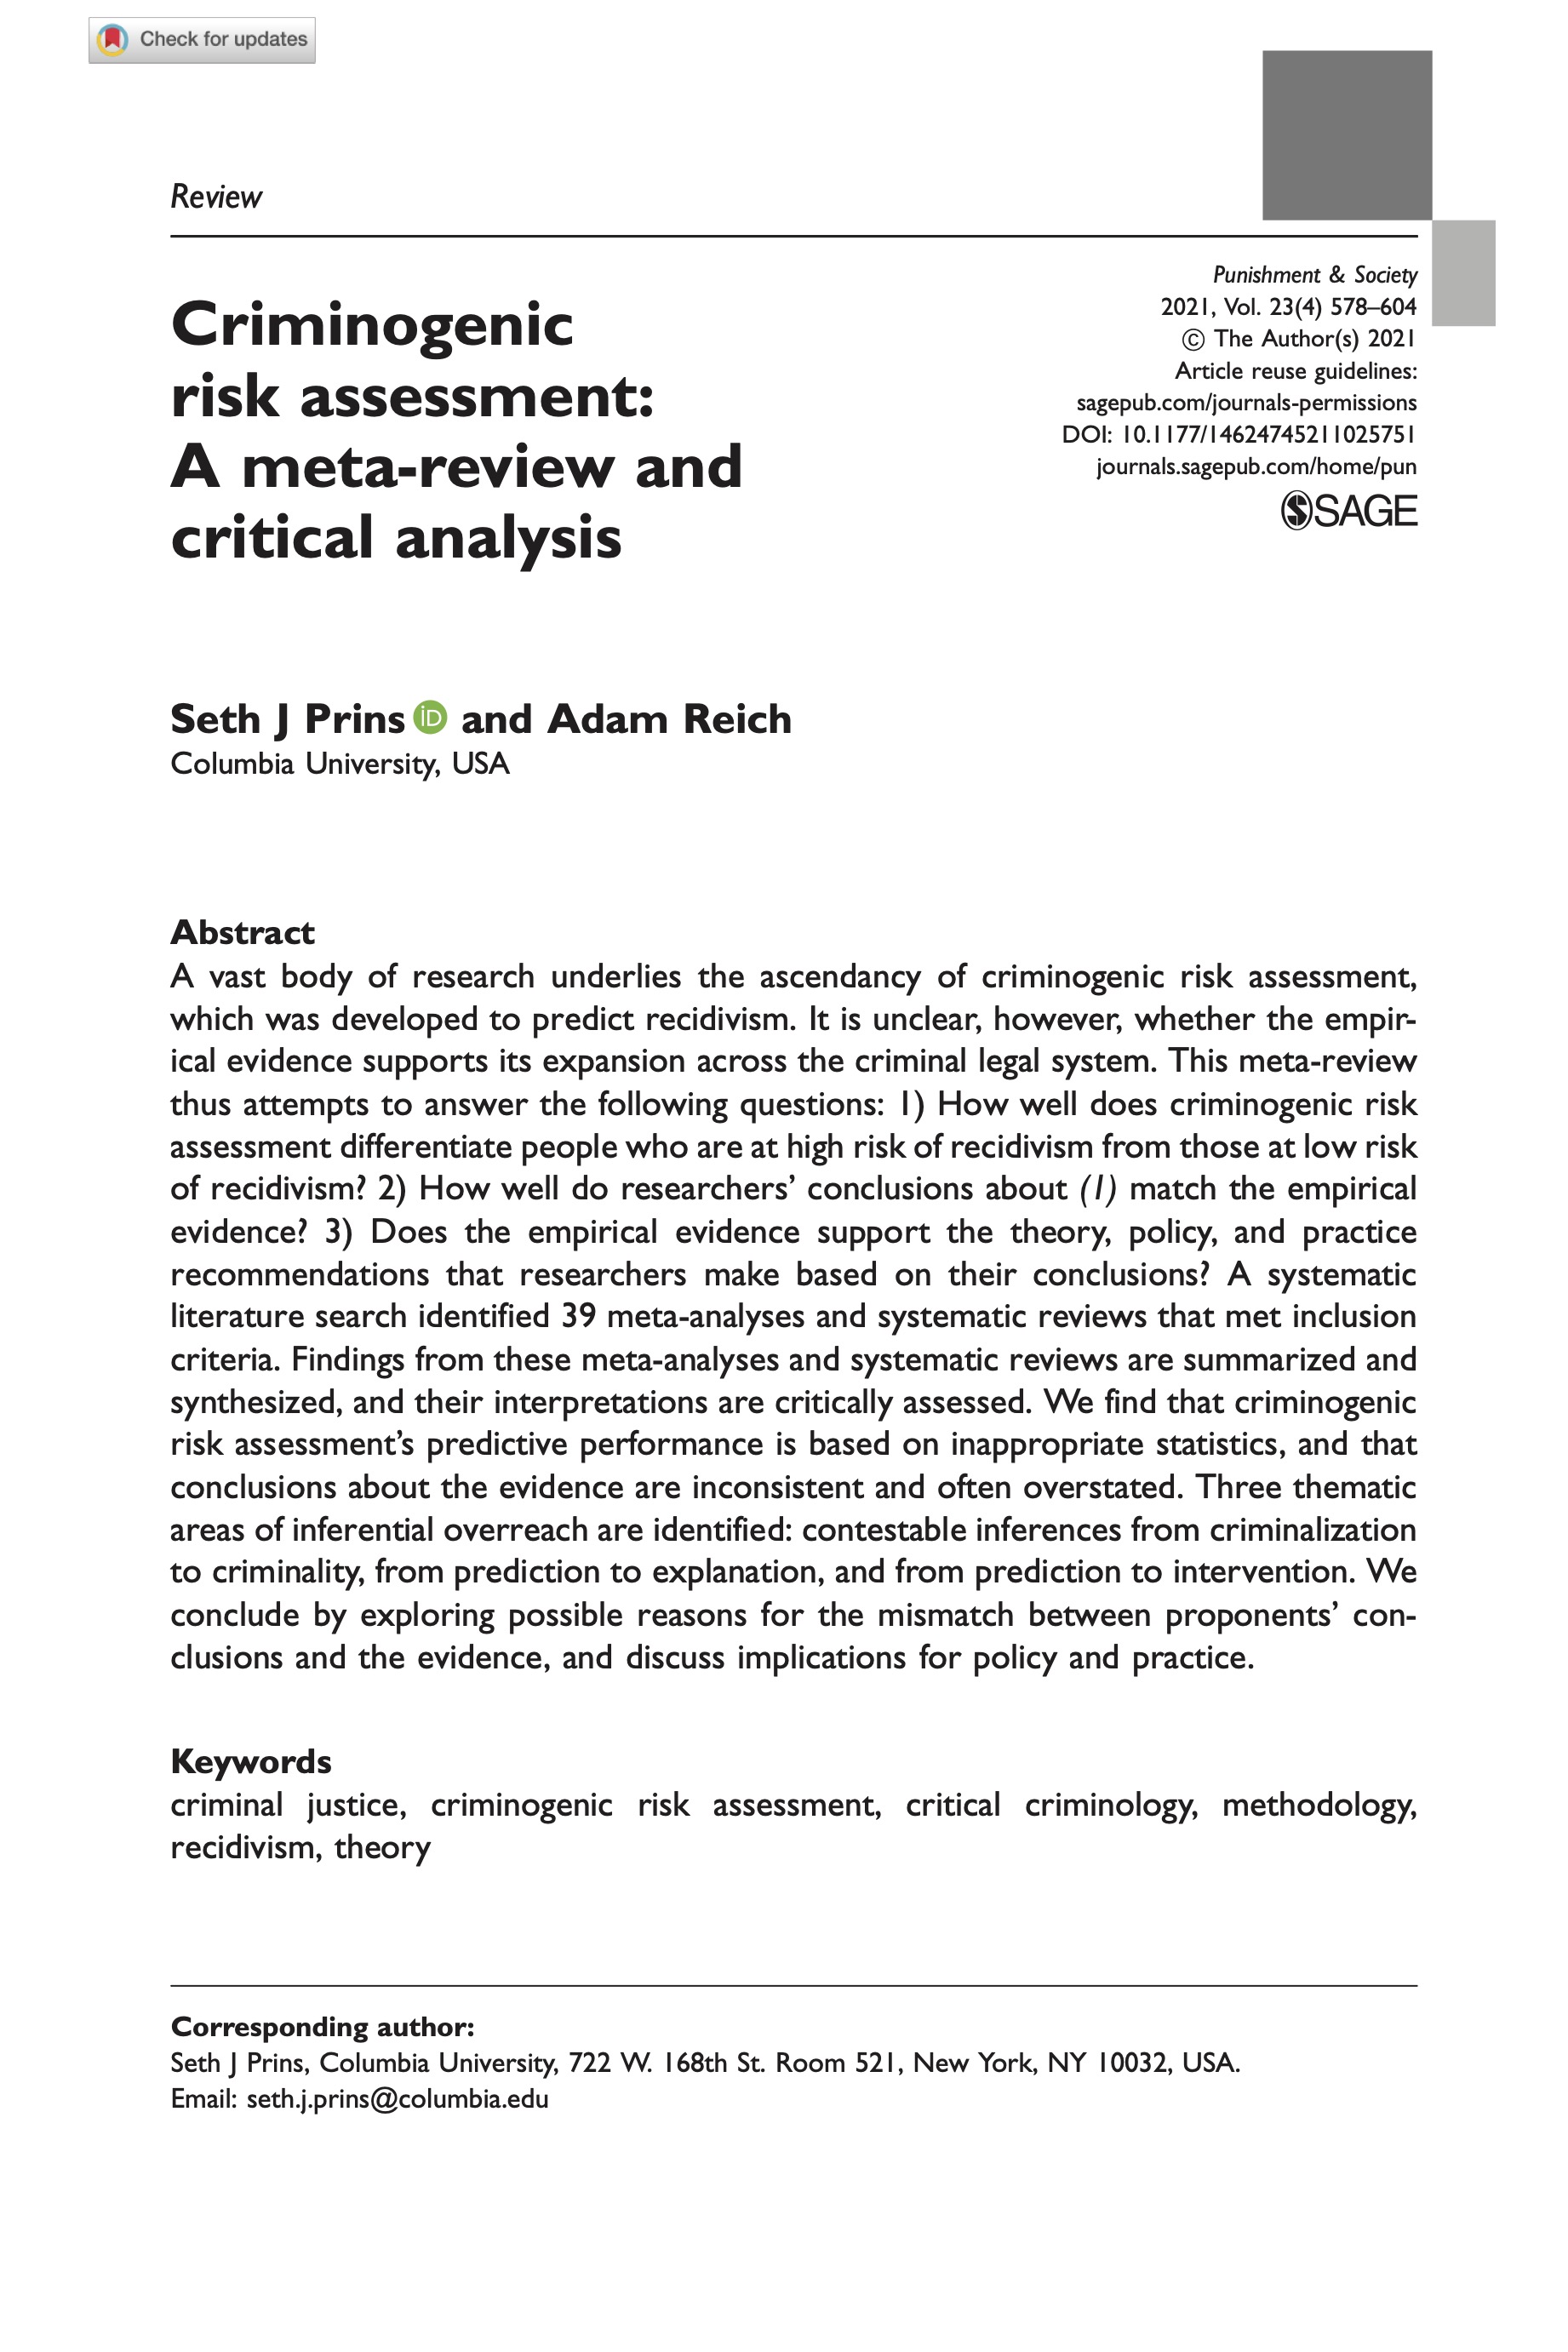 Check for updates
Review
Criminogenic
risk assessment:
A meta-review and
critical analysis
Punishment & Society
2021, Vol. 23(4) 578–604
© The Author(s) 2021
Article reuse guidelines:
sagepub.com/journals-permissions
DOI: 10.1177/14624745211025751
journals.sagepub.com/home/pun
SAGE
Seth J Prins iD and Adam Reich
Columbia University, USA
Abstract
A vast body of research underlies the ascendancy of criminogenic risk assessment,
which was developed to predict recidivism. It is unclear, however, whether the empir-
ical evidence supports its expansion across the criminal legal system. This meta-review
thus attempts to answer the following questions: 1) How well does criminogenic risk
assessment differentiate people who are at high risk of recidivism from those at low risk
of recidivism? 2) How well do researchers’ conclusions about (1) match the empirical
evidence? 3) Does the empirical evidence support the theory, policy, and practice
recommendations that researchers make based on their conclusions? A systematic
literature search identified 39 meta-analyses and systematic reviews that met inclusion
criteria. Findings from these meta-analyses and systematic reviews are summarized and
synthesized, and their interpretations are critically assessed. We find that criminogenic
risk assessment’s predictive performance is based on inappropriate statistics, and that
conclusions about the evidence are inconsistent and often overstated. Three thematic
areas of inferential overreach are identified: contestable inferences from criminalization
to criminality, from prediction to explanation, and from prediction to intervention. We
conclude by exploring possible reasons for the mismatch between proponents’ con-
clusions and the evidence, and discuss implications for policy and practice.
Keywords
criminal justice, criminogenic risk assessment, critical criminology, methodology,
recidivism, theory
Corresponding author:
Seth J Prins, Columbia University, 722 W. 168th St. Room 521, New York, NY 10032, USA.
Email: seth.j.prins@columbia.edu